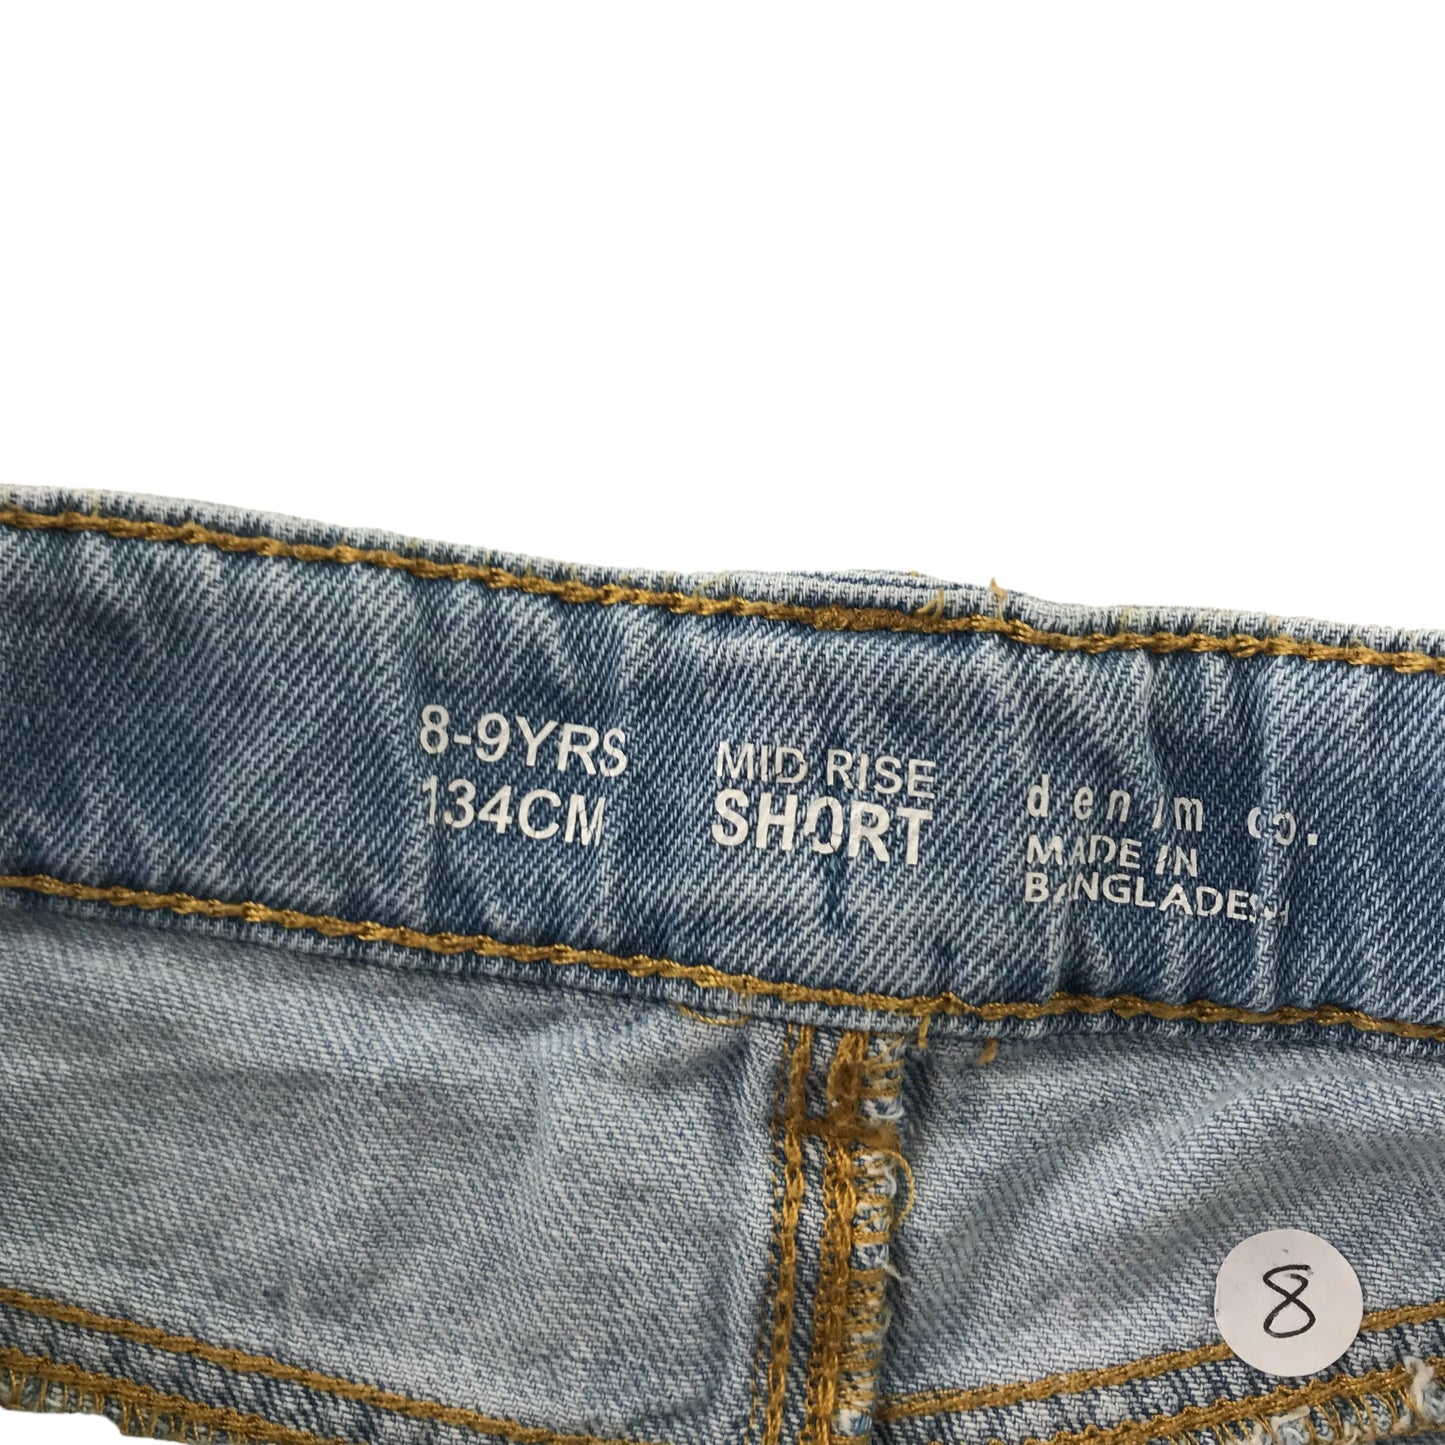 8-9YRS
134CM
MID RISE
SHORT
denim co.
MADE IN
BANGLADESH
8